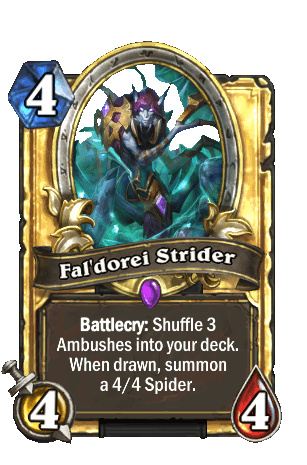 4
Fal'dorei Strider
Battlecry: Shuffle 3
Ambushes into your deck.
When drawn, summon
a 4/4 Spider.
4
4